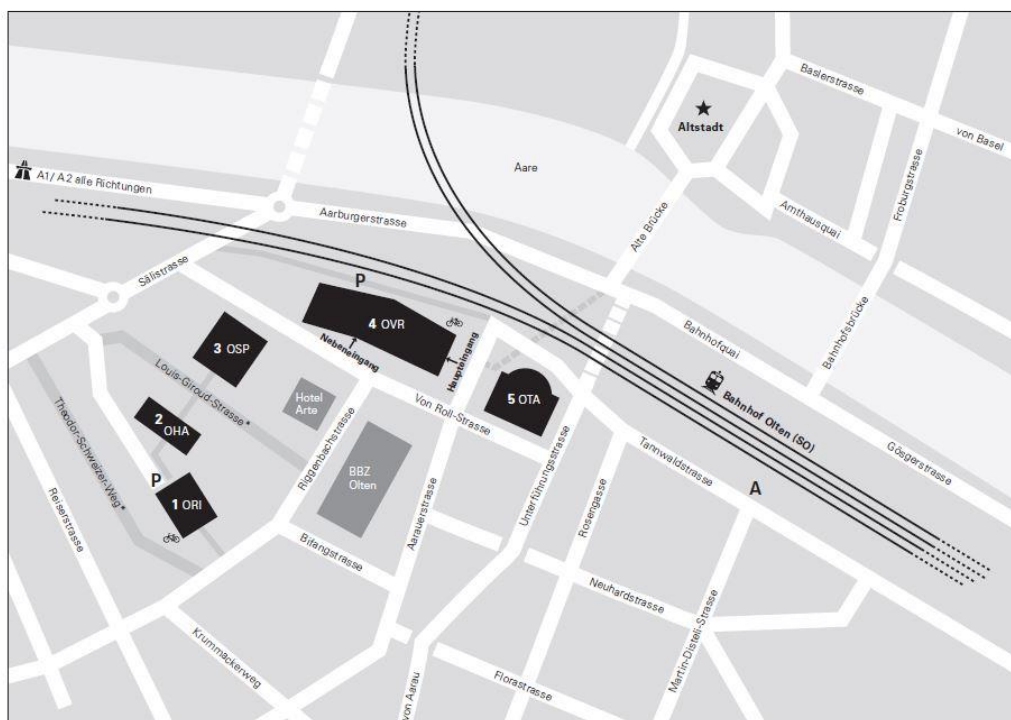 Baslerstrasse
von Basel
Altstadt
Froburgstrasse
Aare
A1/ A2 alle Richtungen
Amthausquai
Aarburgerstrasse
Alte Brücke
Sälistrasse
P
Bahnhofquai
Bahnhofsbrücke
4 OVR
3 OSP
Nebeneingang
Haupteingang
Louis-Giroud-Strasse*
Hotel
Arte
5 OTA
Bahnhof Olten (SO)
Von Roll-Strasse
2
OHA
Theodor-Schweizer-Weg*
Riggenbachstrasse
Gösgerstrasse
Tannwaldstrasse
Unterführungsstrasse
BBZ
Olten
P
A
1 ORI
Reiserstrasse
Aarauerstrasse
Rosengasse
Bifangstrasse
Neuhardstrasse
Martin-Disteli-Strasse
Krummackerweg
Florastrasse
von Aarau